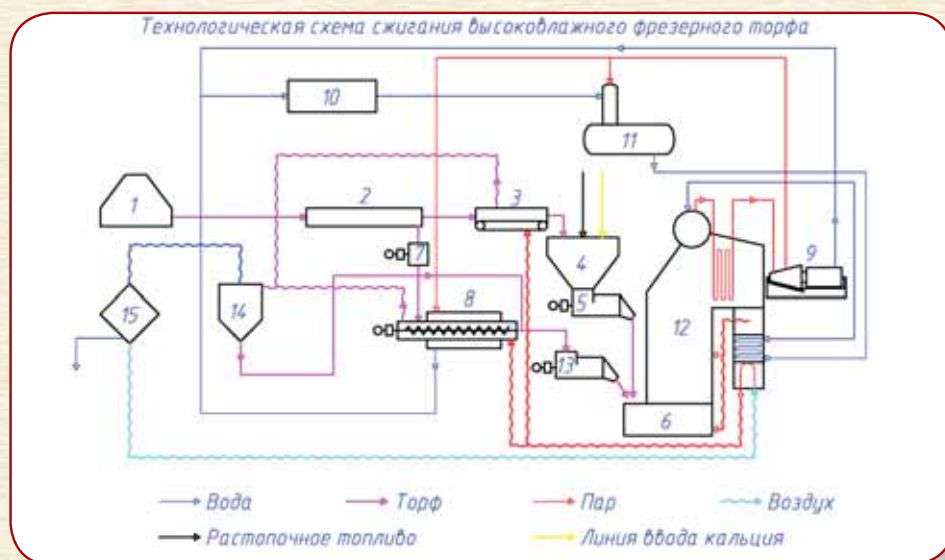 Технологическая схема сжигания высоковлажного фрезерного торфа
10
11
1
2
3
9
7
4
15
14
8
5
12
13
6
Вода
Торф
Пар
Воздух
Растопочное топливо
Линия ввода кальция